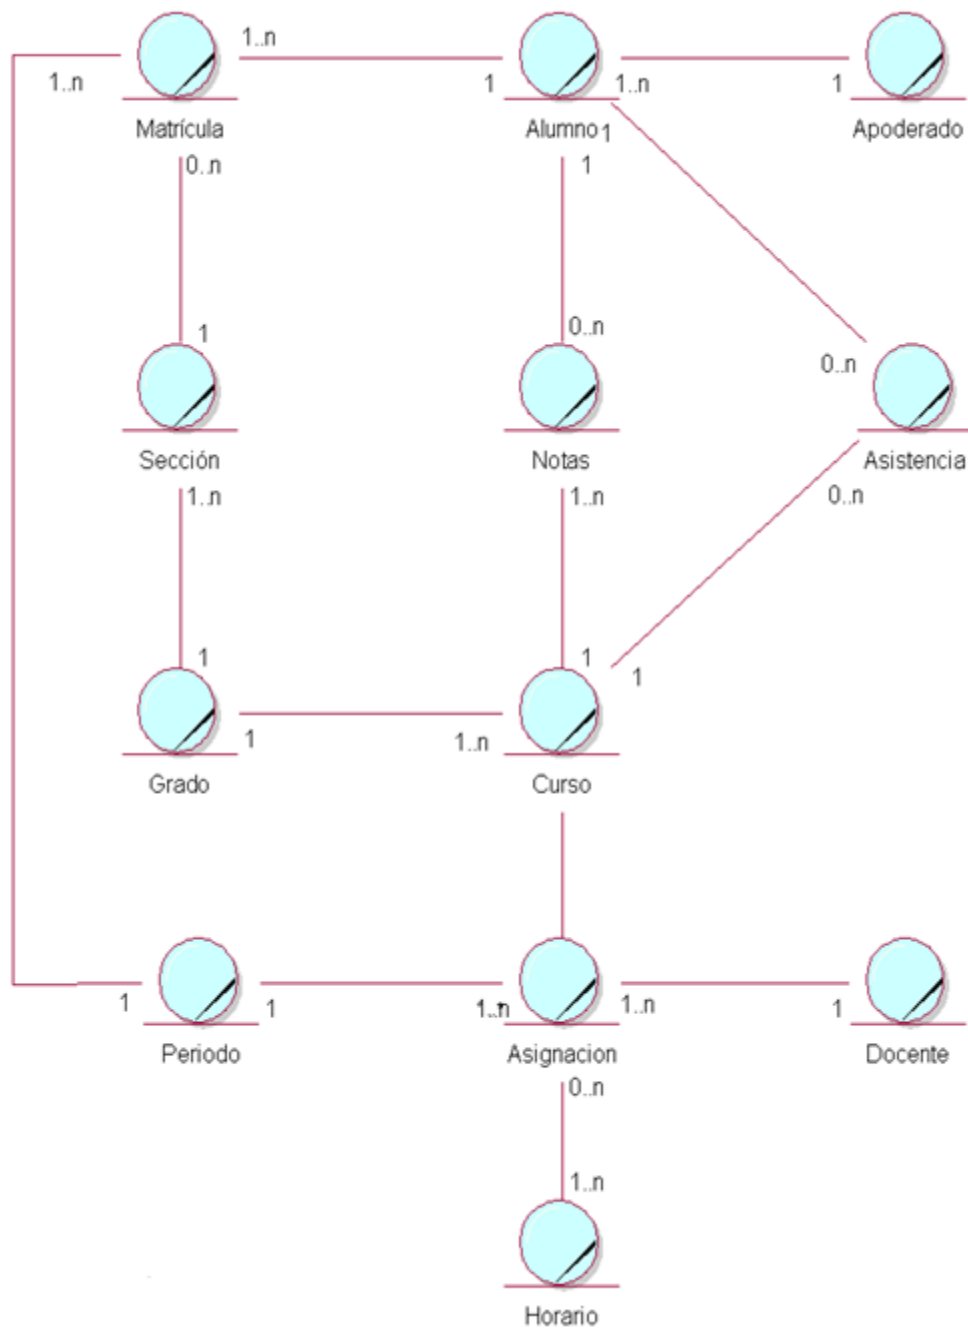 1..n
1..n
1
1..n
1
Matrícula
Alumno
1
Apoderado
0..n
1
1
0..n
0..n
Sección
Notas
Asistencia
1..n
1..n
0..n
1
1
1
1
1..n
Grado
Curso
1
1
1..n
1..n
1
Periodo
Asignacion
Docente
0..n
1..n
Horario